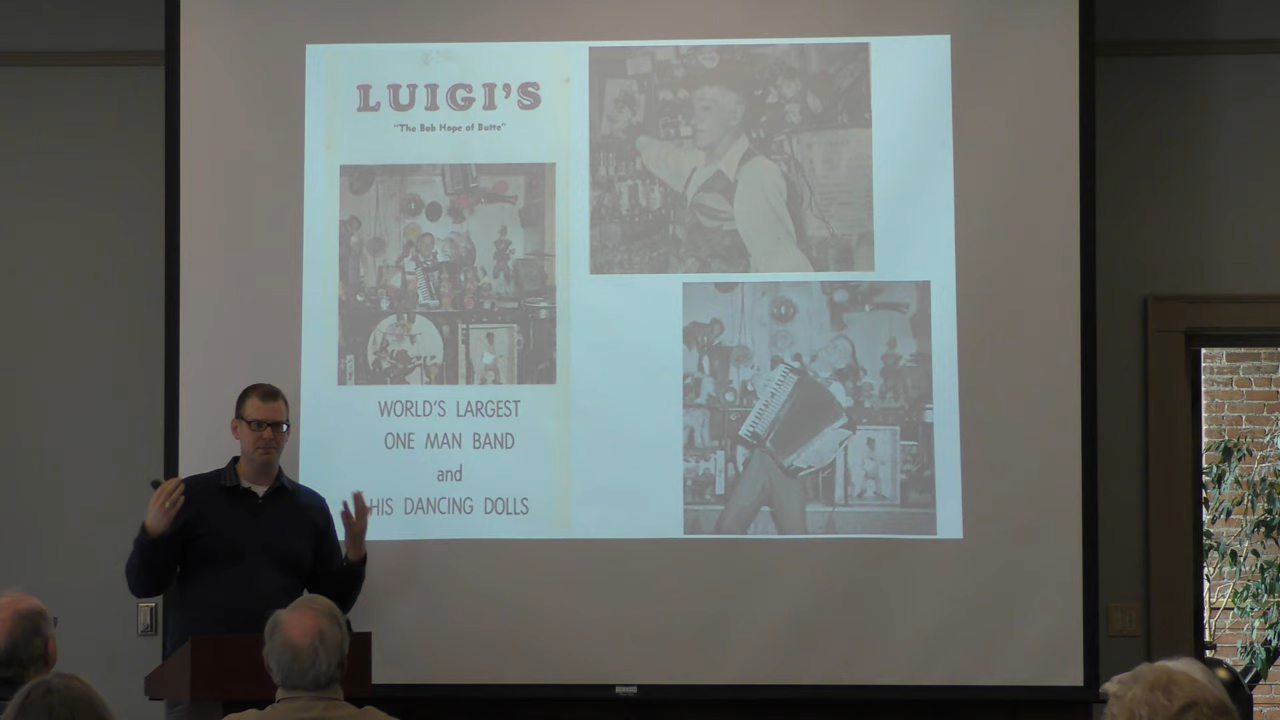 LUIGI'S
"The Bob Hope of Butte"
WORLD'S LARGEST
ONE MAN BAND
and
HIS DANCING DOLLS